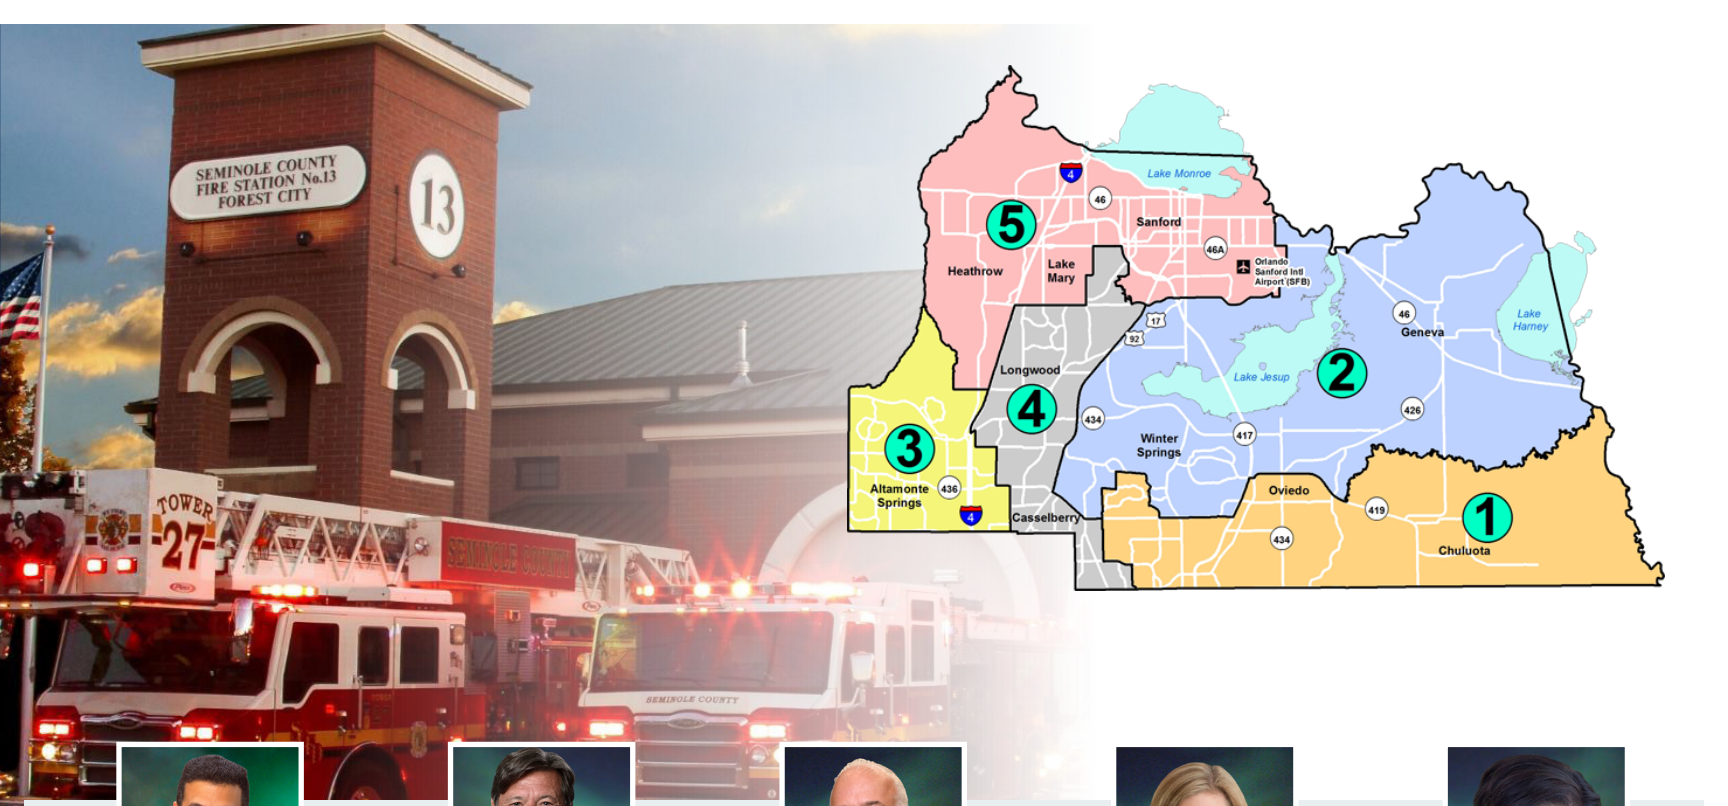 SEMINOLE COUNTY
FIRE STATION No.13
FOREST CITY
13
TOWER
27
SEMINOLE COUNTY
TOWER
SEMINOLE COUNTY
4
Lake Monroe
46
5
Sanford
46A
Heathrow
Lake
Mary
Orlando
Sanford Intl
Airport (SFB)
17
92
46
Geneva
Lake
Harney
Longwood
Lake Jesup
2
4
434
426
417
3
Winter
Springs
Altamonte
Springs
436
4
Casselberry
Oviedo
419
1
434
Chuluota